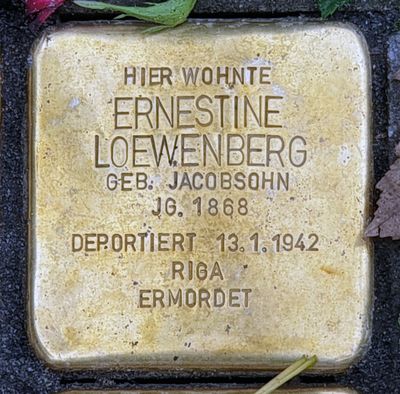 HIER WOHNTE
ERNESTINE
LOEWENBERG
GEB. JACOBSOHN
JG. 1868
DEPORTIERT 13.1.1942
RIGA
ERMORDET